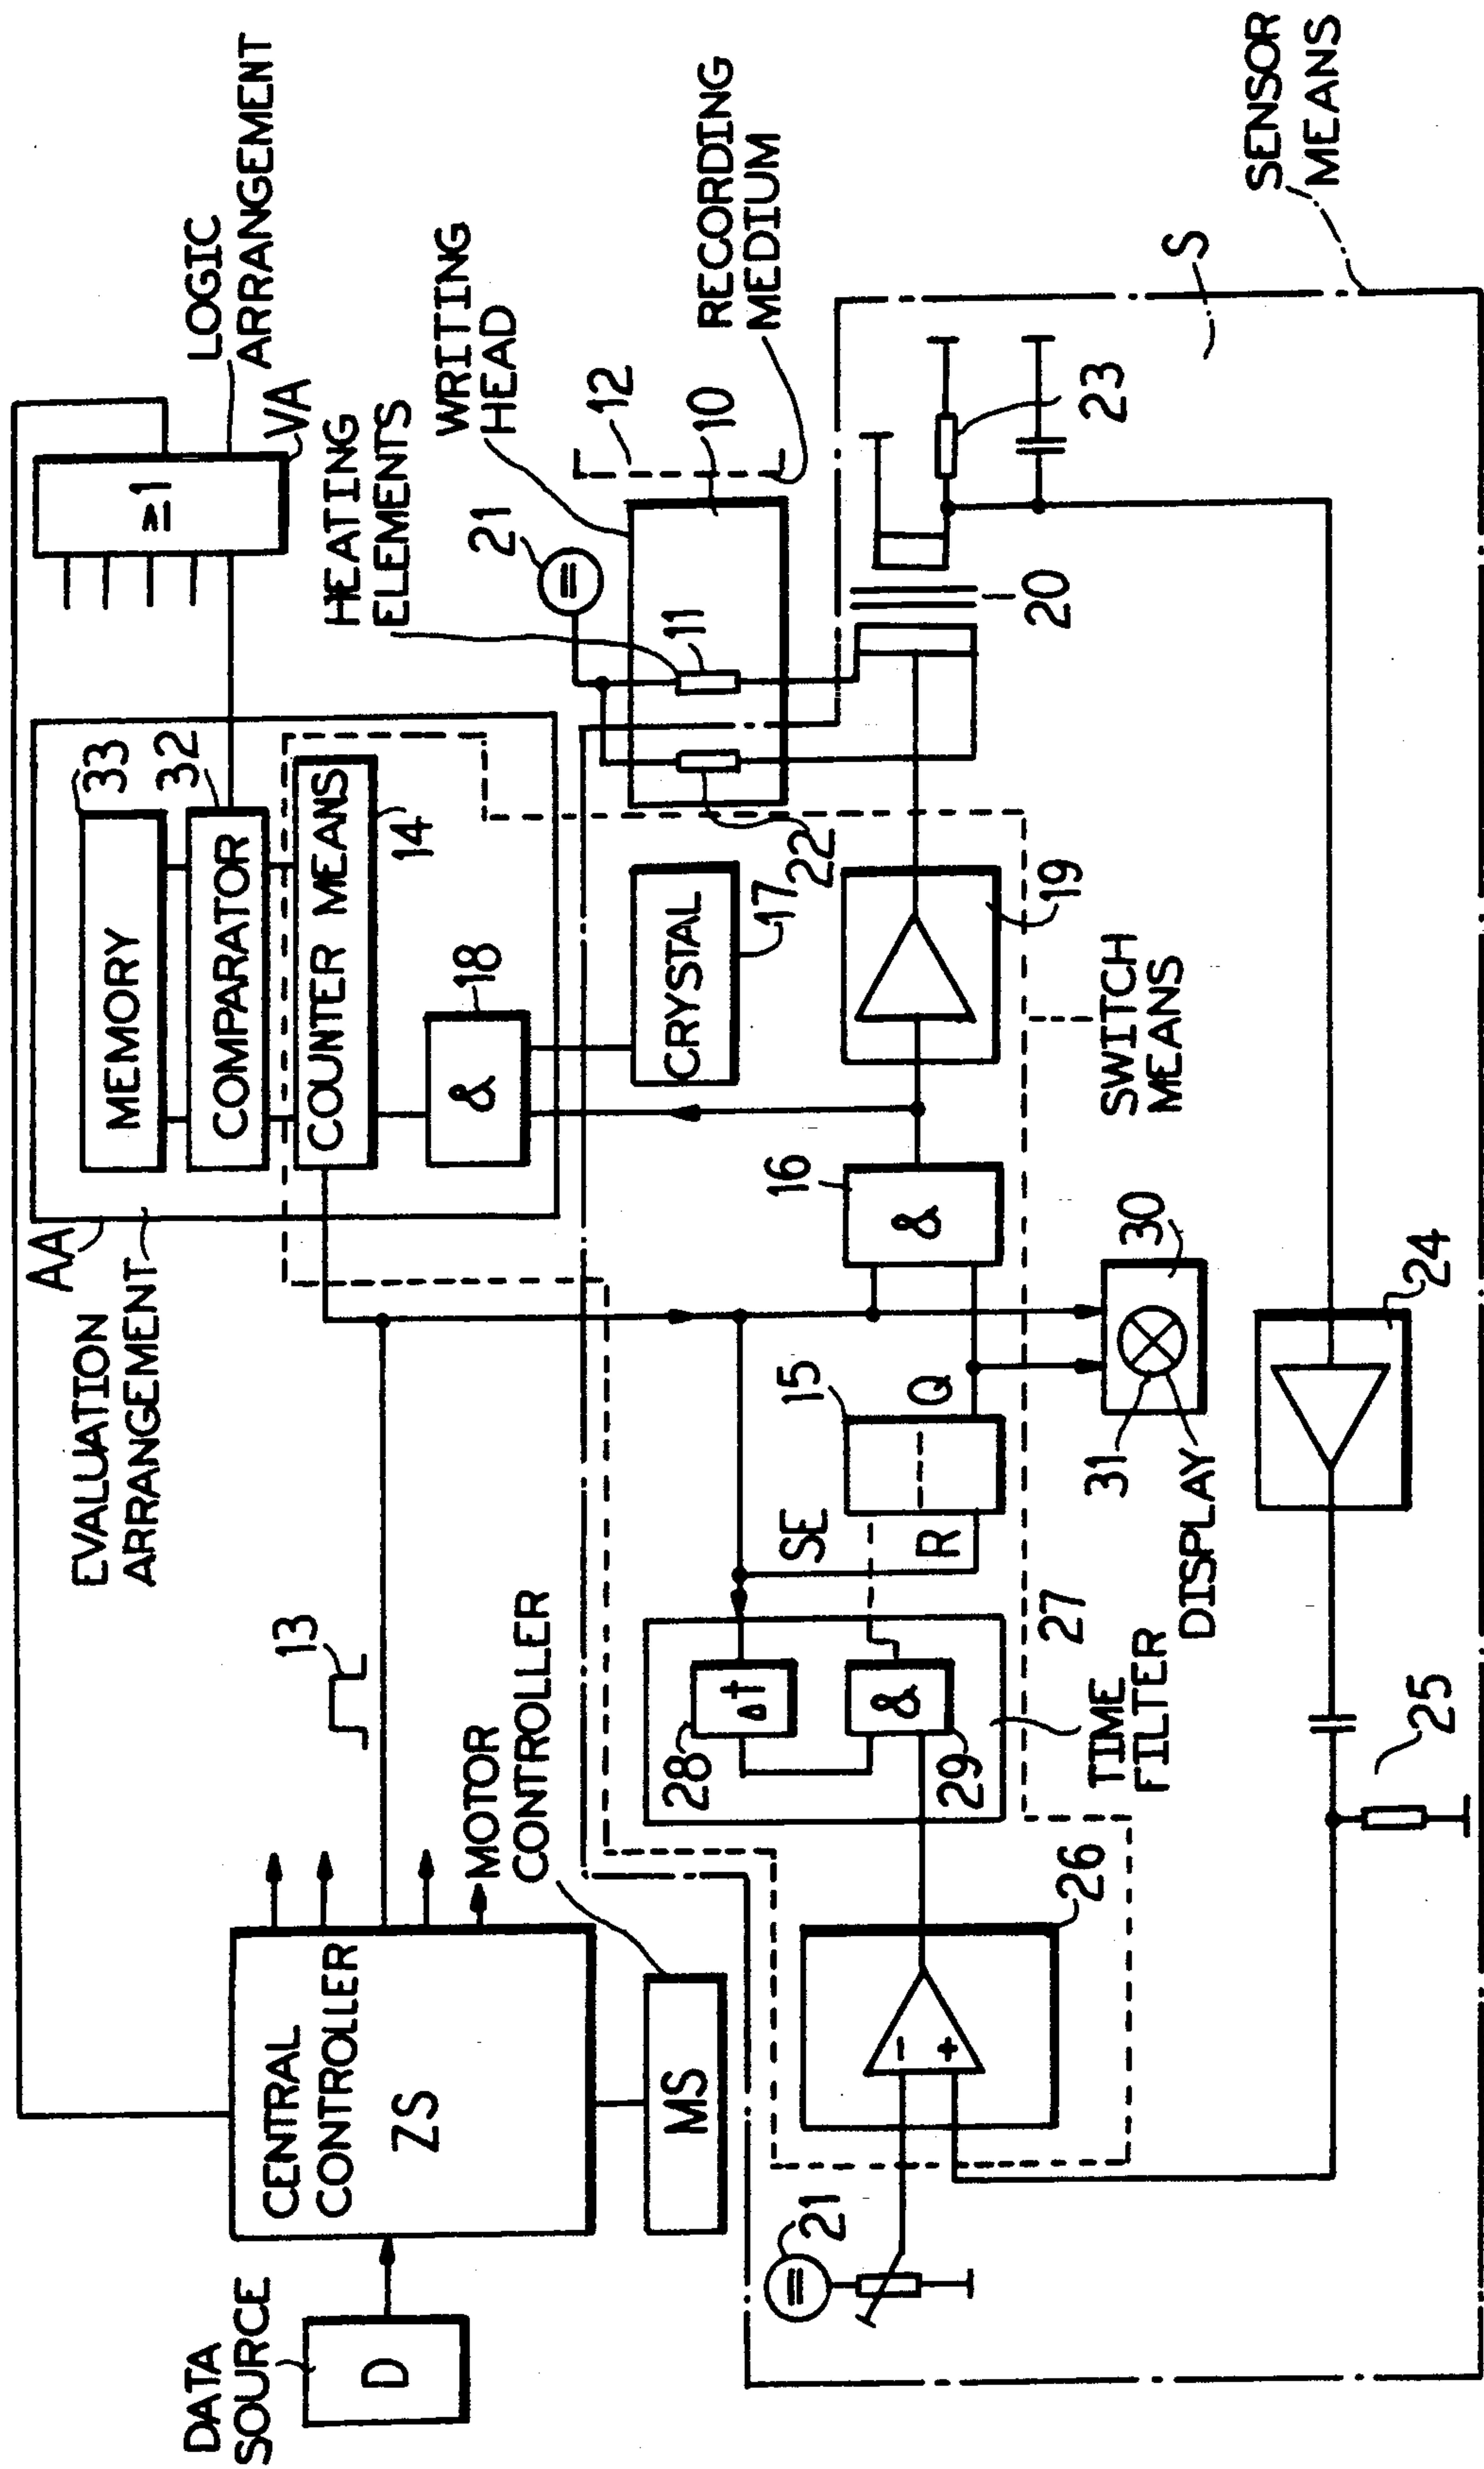 DATA
SOURCE
D
CENTRAL
CONTROLLER
ZS
MS
MOTOR
CONTROLLER
13
EVALUATION
ARRANGEMENT
AA
MEMORY
33
COMPARATOR
32
COUNTER MEANS
14
&
18
CRYSTAL
17
≥1
VA
LOGIC
ARRANGEMENT
HEATING
ELEMENTS
WRITING
HEAD
21
=
11
10
12
22
RECORDING
MEDIUM
SENSOR
MEANS
S
23
20
19
SWITCH
MEANS
16
&
15
Q
SE
R
30
31
DISPLAY
28
Δt
&
29
27
TIME
FILTER
26
-
+
21
=
24
25